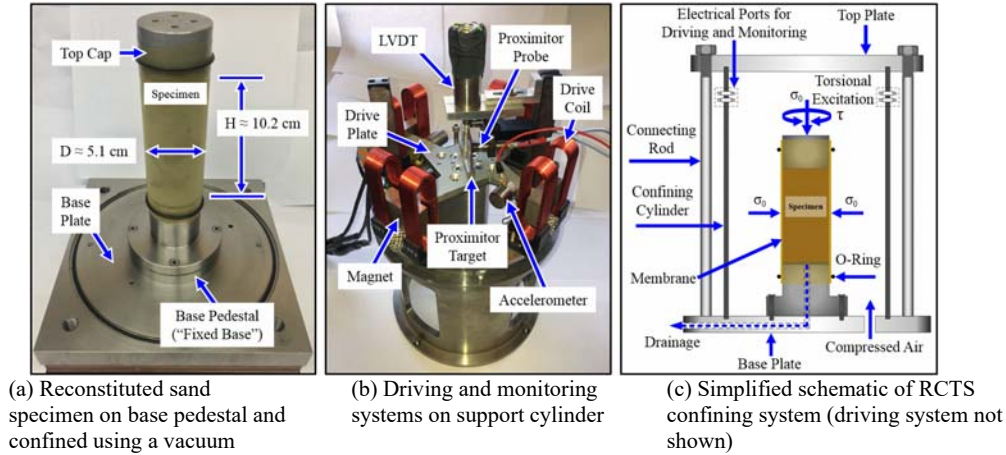 Top Cap
Specimen
H ≈ 10.2 cm
D ≈ 5.1 cm
Base
Plate
Base Pedestal
(“Fixed Base”)
LVDT
Proximitor
Probe
Drive
Coil
Drive
Plate
Proximitor
Target
Magnet
Accelerometer
Electrical Ports for
Driving and Monitoring
Top Plate
Torsional
Excitation
σ₀
τ
Connecting
Rod
Confining
Cylinder
σ₀
Specimen
σ₀
Membrane
O-Ring
Drainage
Base Plate
Compressed Air
(a) Reconstituted sand
specimen on base pedestal and
confined using a vacuum
(b) Driving and monitoring
systems on support cylinder
(c) Simplified schematic of RCTS
confining system (driving system not
shown)